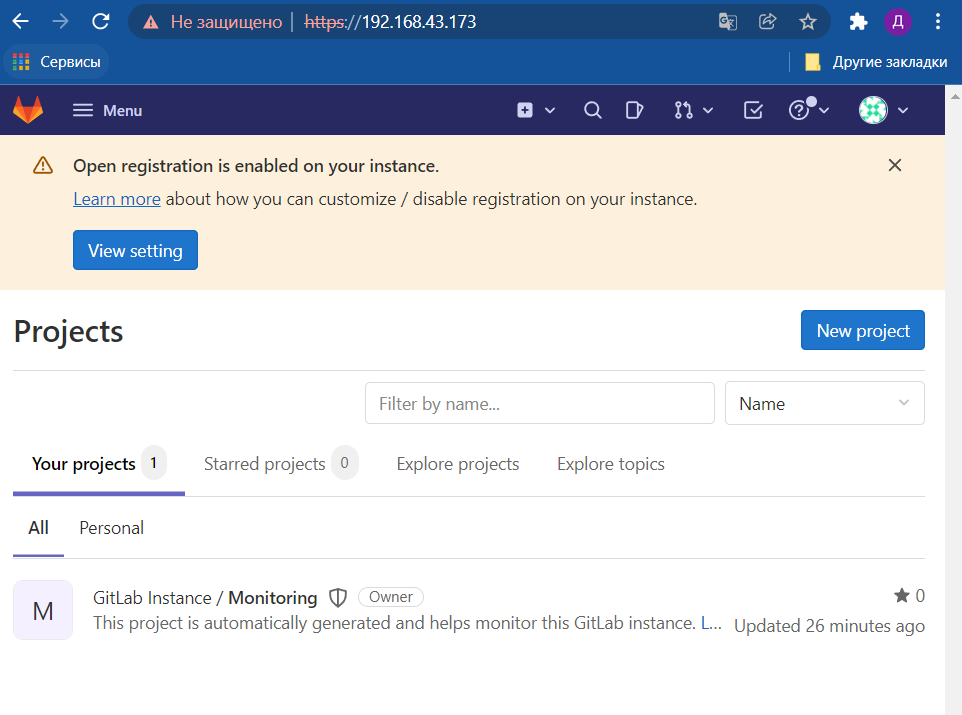 Не защищено | https://192.168.43.173
Д
Сервисы
Другие закладки
Menu
Open registration is enabled on your instance.
Learn more about how you can customize / disable registration on your instance.
View setting
Projects
New project
Filter by name...
Name
Your projects 1
Starred projects 0
Explore projects
Explore topics
All
Personal
M
GitLab Instance / Monitoring
Owner
0
This project is automatically generated and helps monitor this GitLab instance. L...
Updated 26 minutes ago